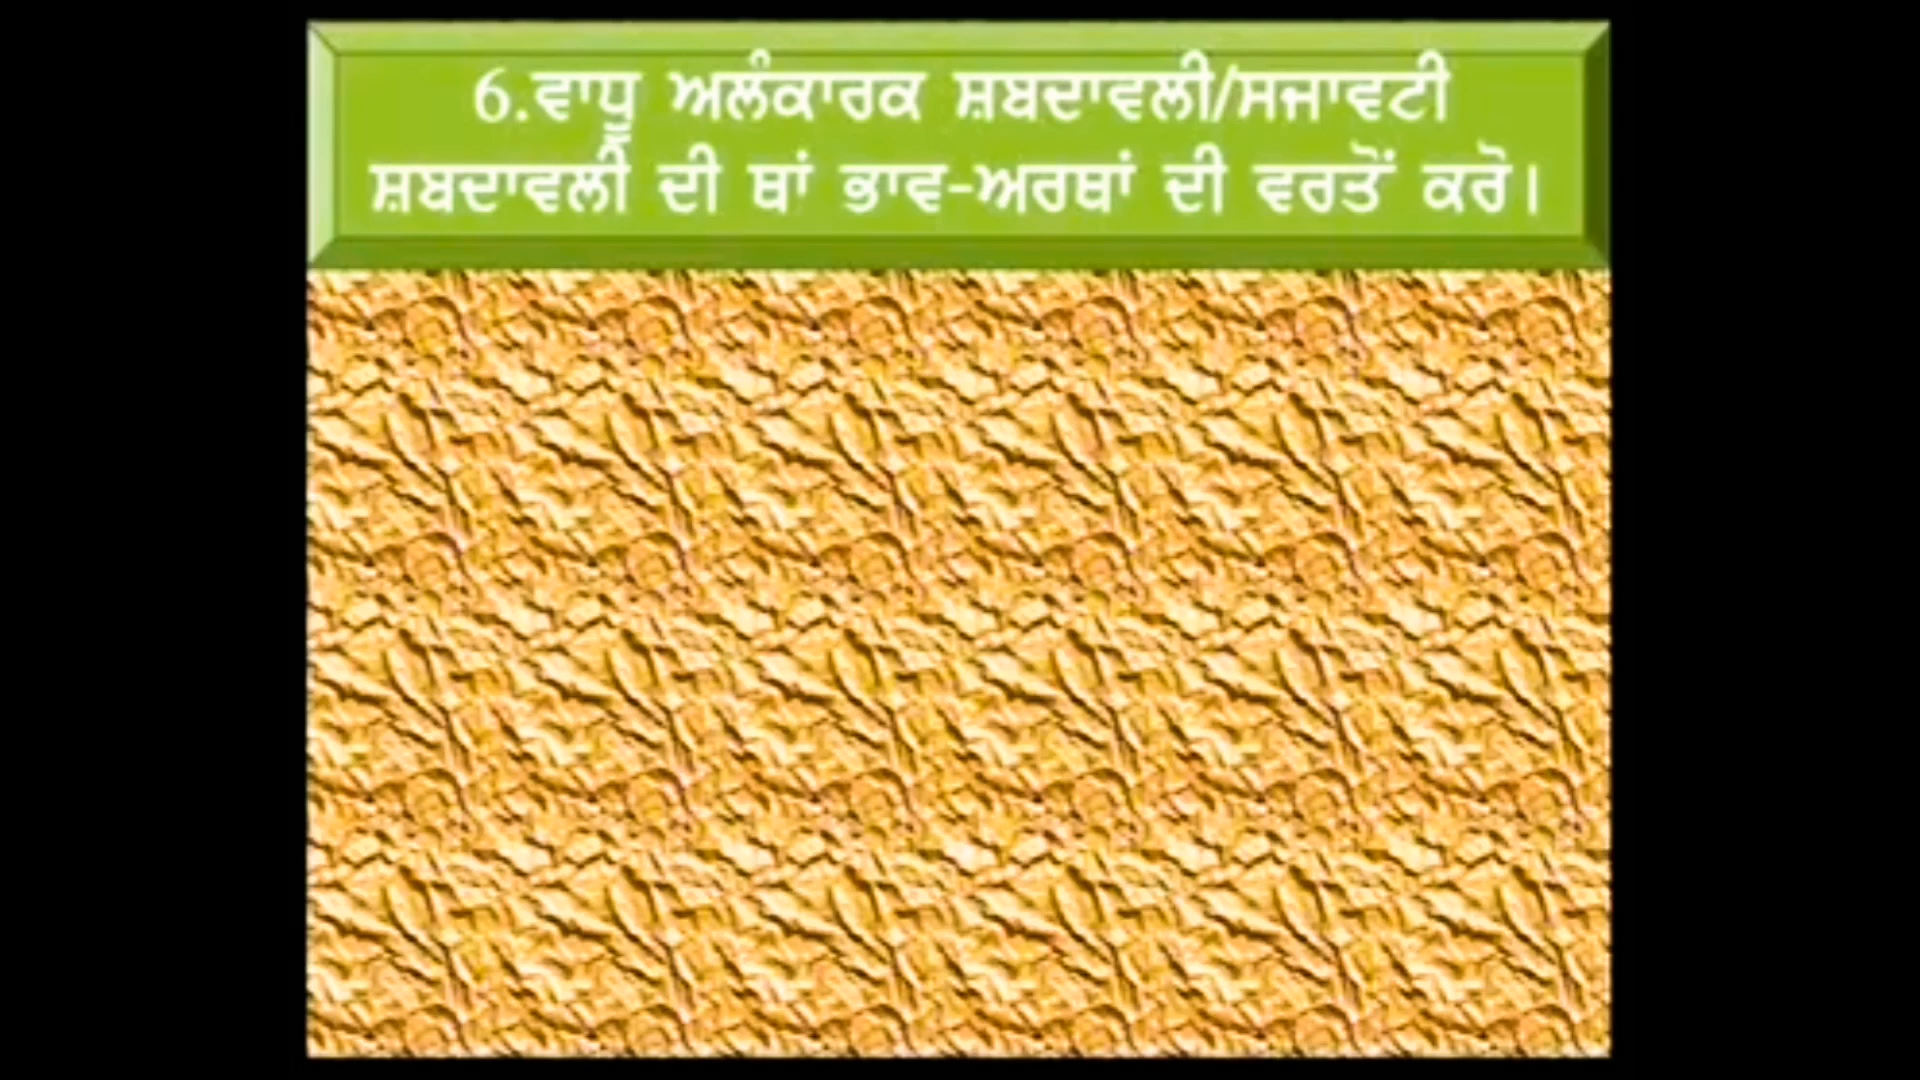 6.ਵਾਧੂ ਅਲੰਕਾਰਕ ਸ਼ਬਦਾਵਲੀ/ਸਜਾਵਟੀ
ਸ਼ਬਦਾਵਲੀ ਦੀ ਥਾਂ ਭਾਵ-ਅਰਥਾਂ ਦੀ ਵਰਤੋਂ ਕਰੋ।